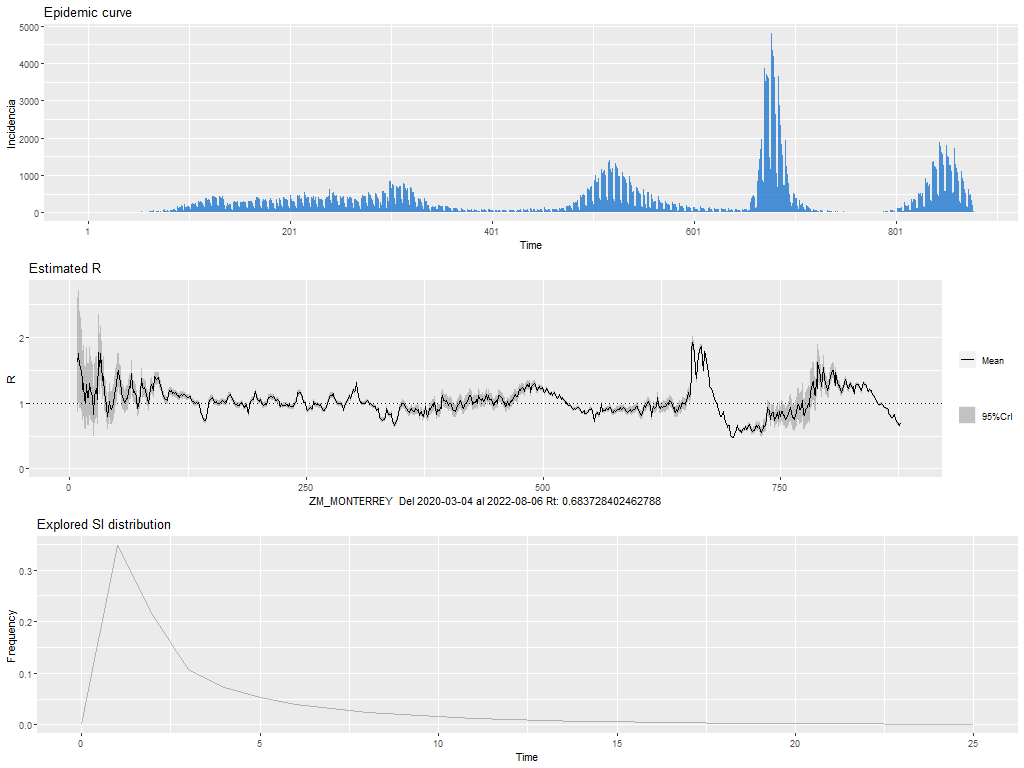 Epidemic curve
5000
4000
3000
2000
1000
0
Incidencia
1 201 401 601 801
Time
Estimated R
2
1
0
R
Mean
95%CrI
0 250 500 750
ZM_MONTERREY Del 2020-03-04 al 2022-08-06 Rt: 0.683728402462788
Explored SI distribution
0.3
0.2
0.1
0.0
Frequency
0 5 10 15 20 25
Time